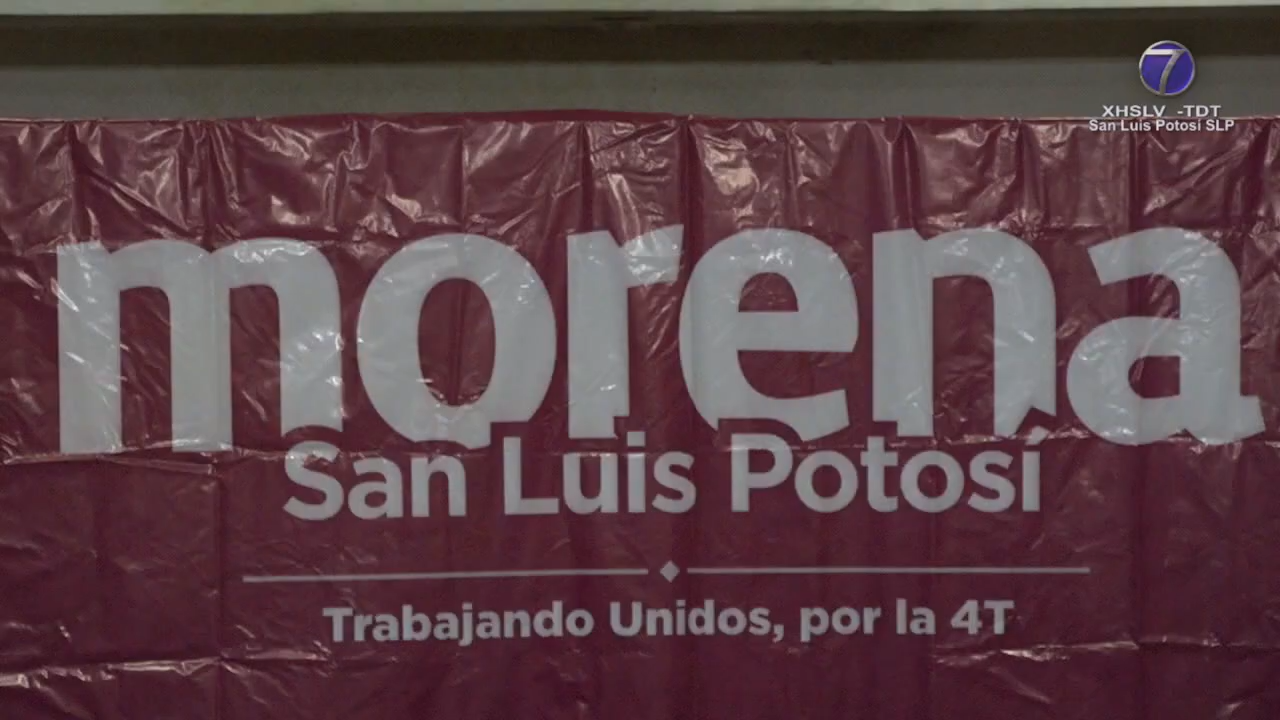 7
XHSLV -TDT
San Luis Potosí SLP
morena
San Luis Potosí
Trabajando Unidos, por la 4T